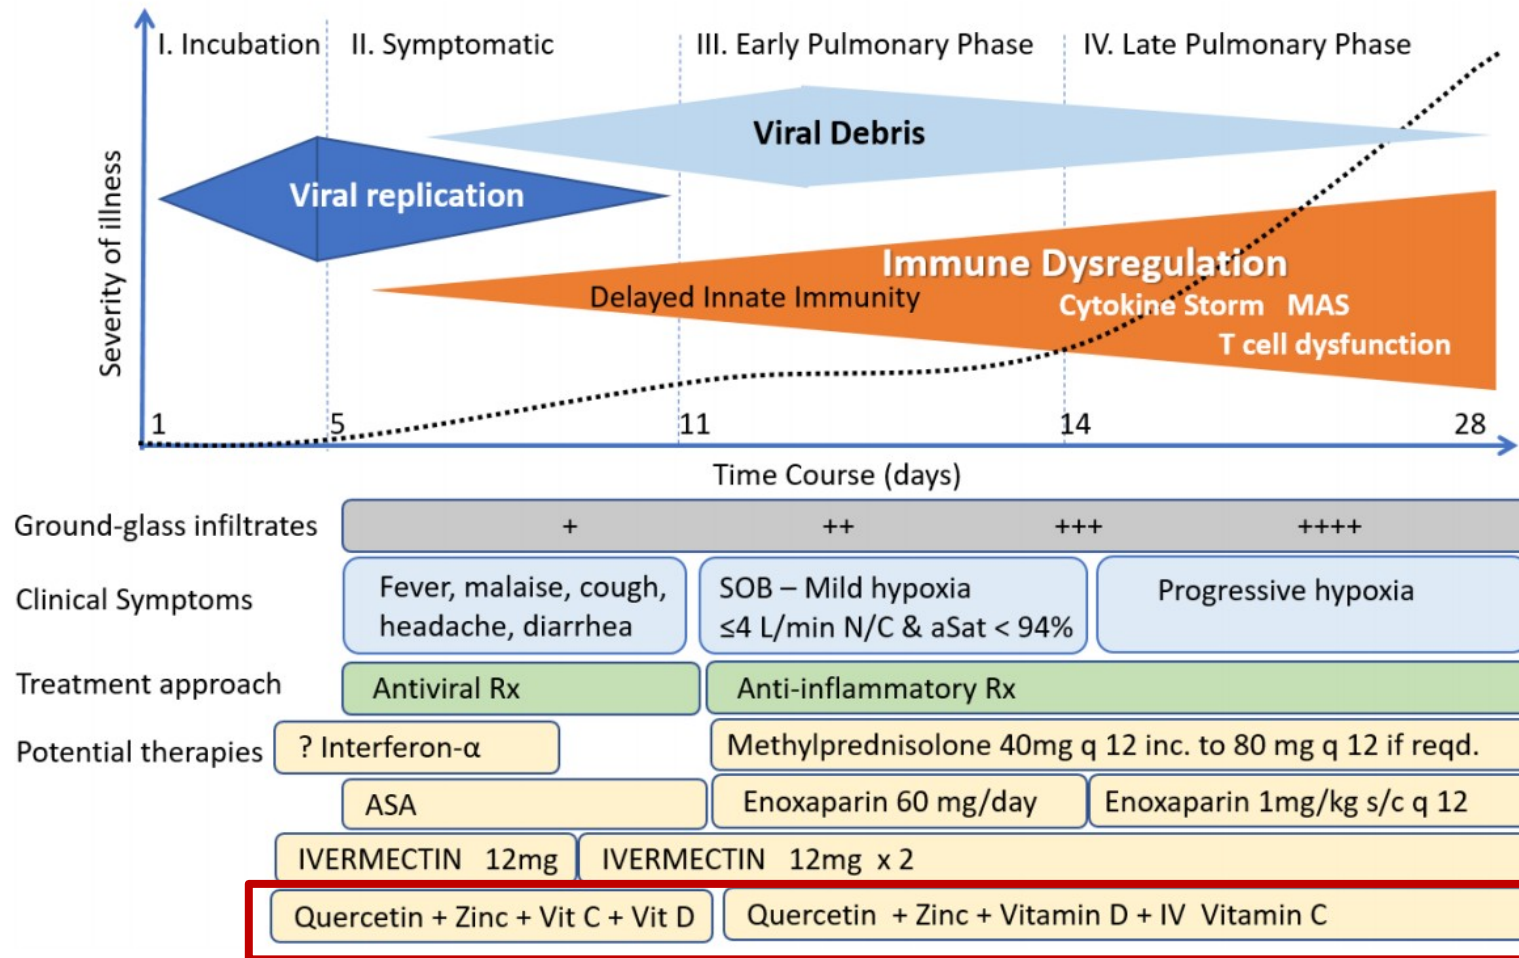 I. Incubation
II. Symptomatic
III. Early Pulmonary Phase
IV. Late Pulmonary Phase
Severity of illness
Viral Debris
Viral replication
Immune Dysregulation
Delayed Innate Immunity
Cytokine Storm MAS
T cell dysfunction
1 5 11 14 28
Time Course (days)
Ground-glass infiltrates + ++ +++ ++++
Clinical Symptoms
Fever, malaise, cough,
headache, diarrhea
SOB – Mild hypoxia
≤4 L/min N/C & aSat < 94%
Progressive hypoxia
Treatment approach
Antiviral Rx
Anti-inflammatory Rx
Potential therapies
? Interferon-α
Methylprednisolone 40mg q 12 inc. to 80 mg q 12 if reqd.
ASA
Enoxaparin 60 mg/day
Enoxaparin 1mg/kg s/c q 12
IVERMECTIN 12mg
IVERMECTIN 12mg x 2
Quercetin + Zinc + Vit C + Vit D
Quercetin + Zinc + Vitamin D + IV Vitamin C